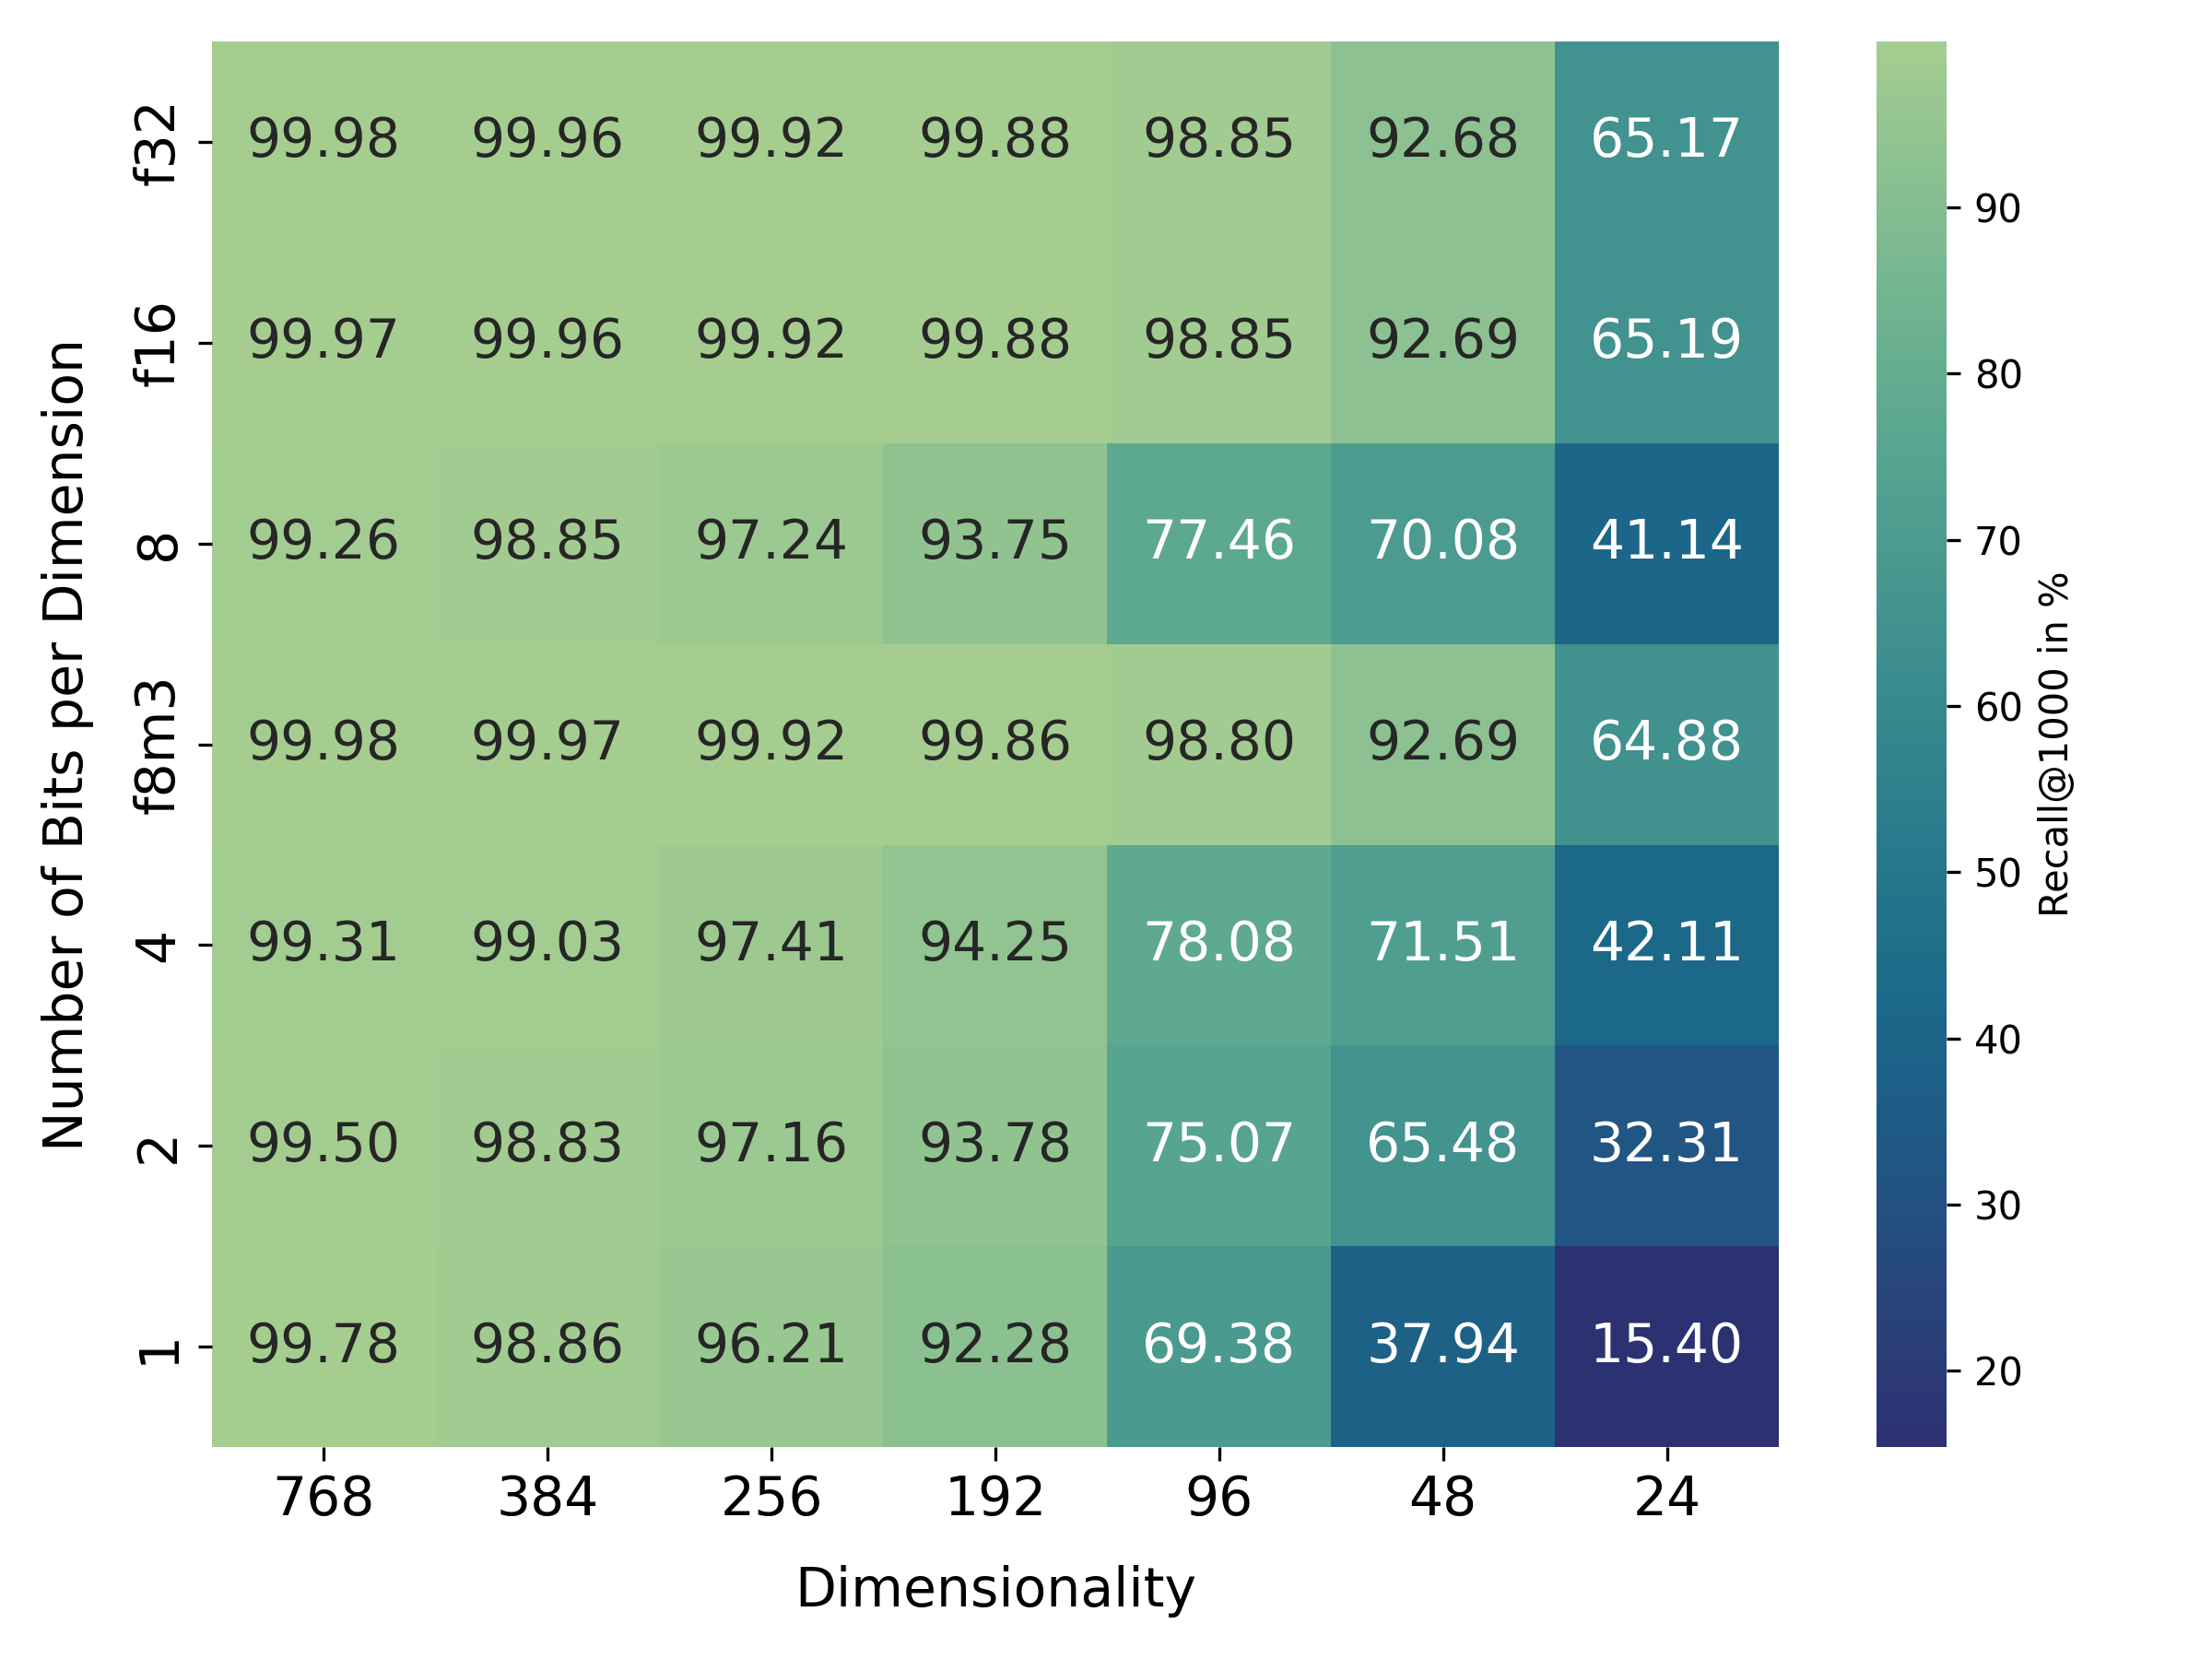 Number of Bits per Dimension
f32 99.98 99.96 99.92 99.88 98.85 92.68 65.17
f16 99.97 99.96 99.92 99.88 98.85 92.69 65.19
8 99.26 98.85 97.24 93.75 77.46 70.08 41.14
f8m3 99.98 99.97 99.92 99.86 98.80 92.69 64.88
4 99.31 99.03 97.41 94.25 78.08 71.51 42.11
2 99.50 98.83 97.16 93.78 75.07 65.48 32.31
1 99.78 98.86 96.21 92.28 69.38 37.94 15.40
768 384 256 192 96 48 24
Dimensionality
90
80
70
60
50
40
30
20
Recall@1000 in %